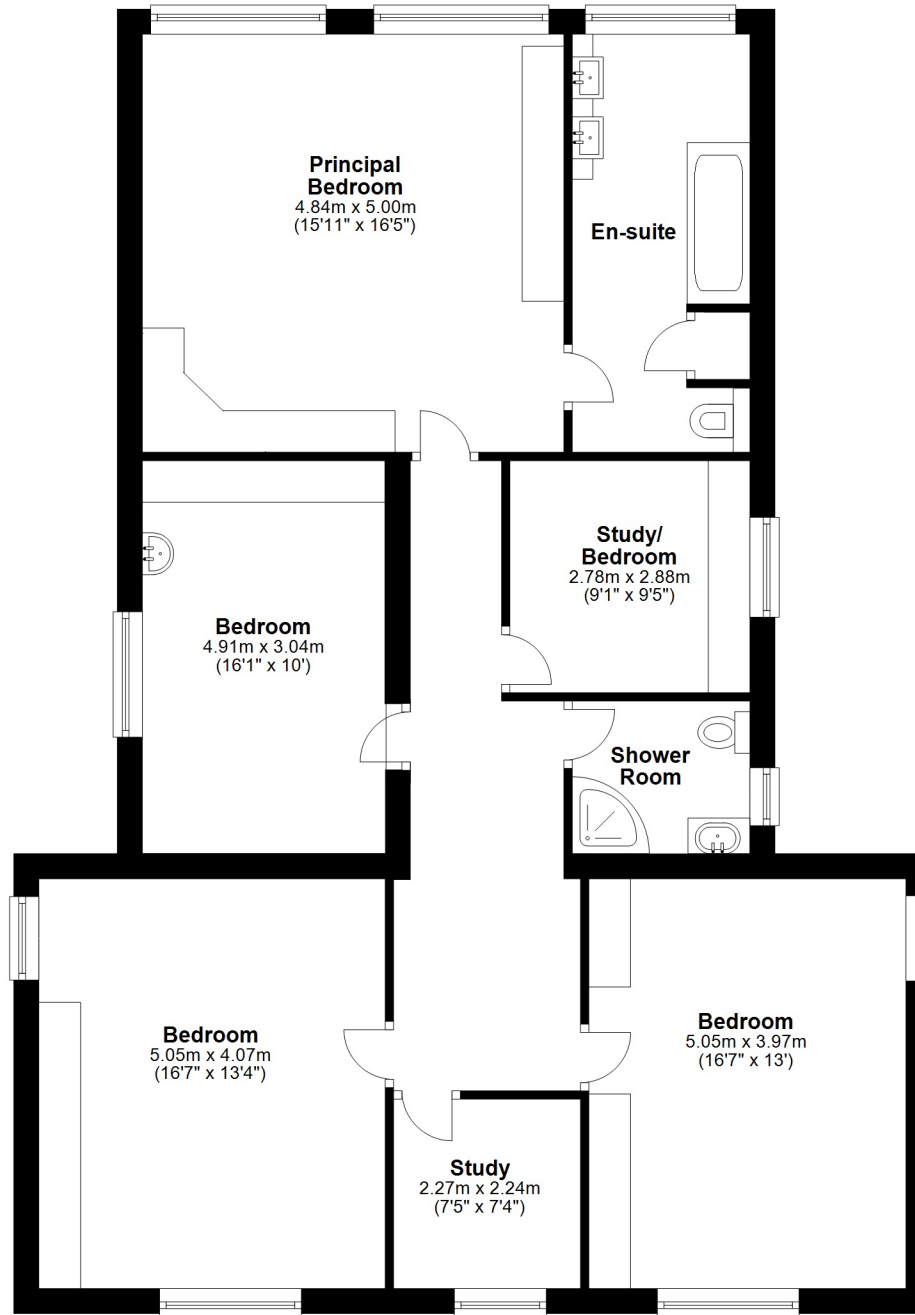 Principal
Bedroom
4.84m x 5.00m
(15'11" x 16'5")
En-suite
Study/
Bedroom
2.78m x 2.88m
(9'1" x 9'5")
Bedroom
4.91m x 3.04m
(16'1" x 10')
Shower
Room
Bedroom
5.05m x 4.07m
(16'7" x 13'4")
Bedroom
5.05m x 3.97m
(16'7" x 13')
Study
2.27m x 2.24m
(7'5" x 7'4")